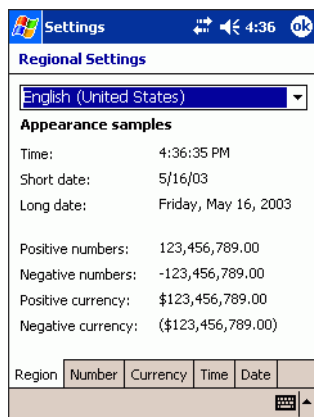 Settings 4:36 ok
Regional Settings
English (United States)
Appearance samples
Time: 4:36:35 PM
Short date: 5/16/03
Long date: Friday, May 16, 2003
Positive numbers: 123,456,789.00
Negative numbers: -123,456,789.00
Positive currency: $123,456,789.00
Negative currency: ($123,456,789.00)
Region Number Currency Time Date